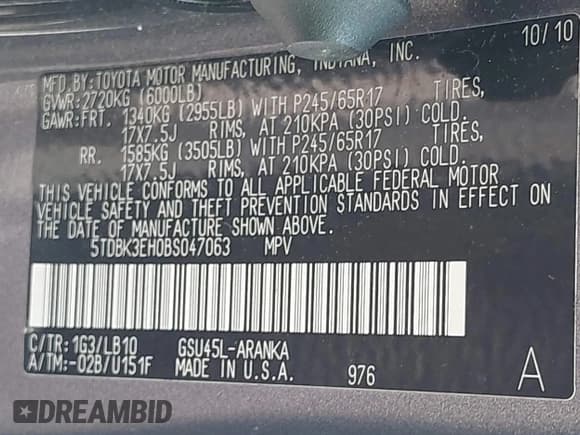 10/10
MFD.BY:TOYOTA MOTOR MANUFACTURING, INDIANA, INC.
GVWR:2720KG (6000LB)
GAWR:FRT. 1340KG (2955LB) WITH P245/65R17 TIRES,
17X7.5J RIMS, AT 210KPA (30PSI) COLD.
RR. 1585KG (3505LB) WITH P245/65R17 TIRES,
17X7.5J RIMS, AT 210KPA (30PSI) COLD.
THIS VEHICLE CONFORMS TO ALL APPLICABLE FEDERAL MOTOR
VEHICLE SAFETY AND THEFT PREVENTION STANDARDS IN EFFECT ON
THE DATE OF MANUFACTURE SHOWN ABOVE.
5TDBK3EH0BS047063 MPV
C/TR:1G3/LB10 GSU45L-ARANKA
A/TM:-02B/U151F MADE IN U.S.A. 976 A
DREAMBID